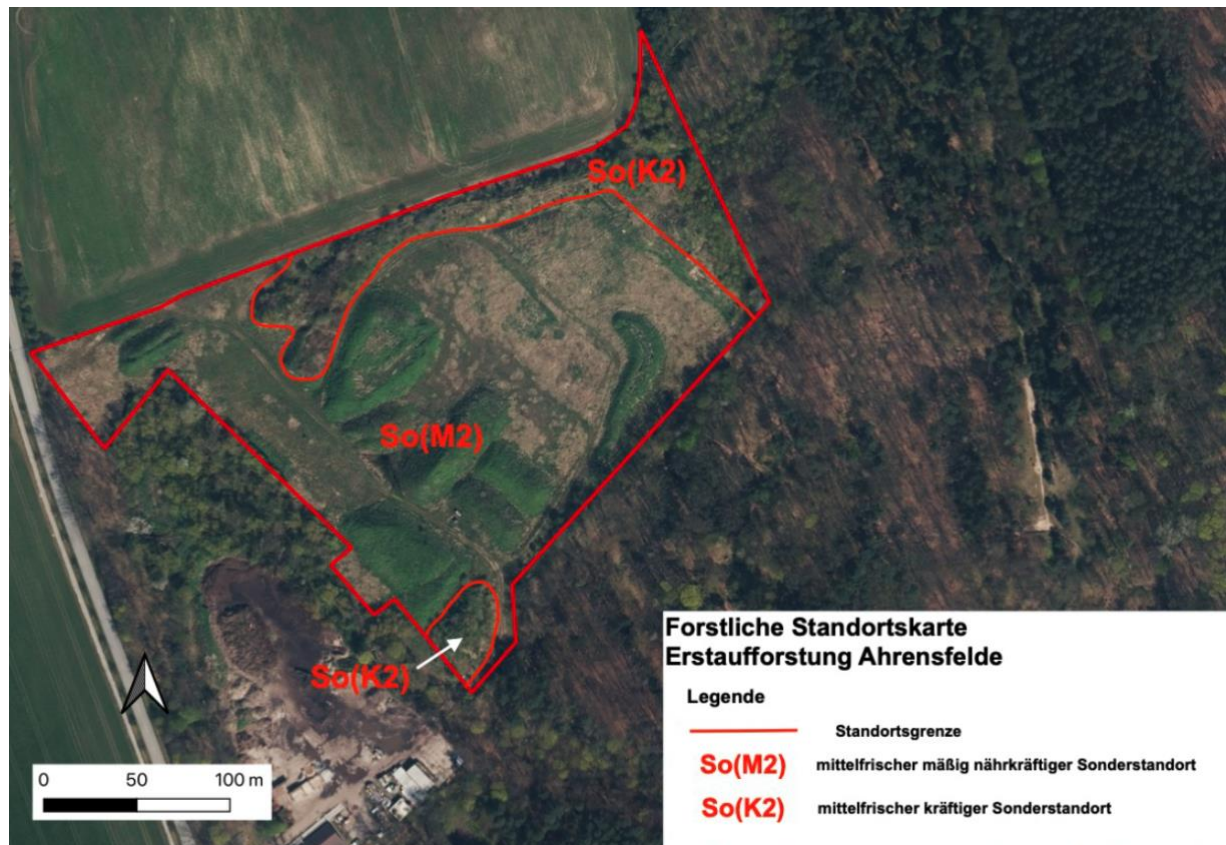 So(K2)
So(M2)
So(K2)
0 50 100 m
Forstliche Standortskarte
Erstaufforstung Ahrensfelde
Legende
Standortsgrenze
So(M2) mittelfrischer mäßig nährkräftiger Sonderstandort
So(K2) mittelfrischer kräftiger Sonderstandort